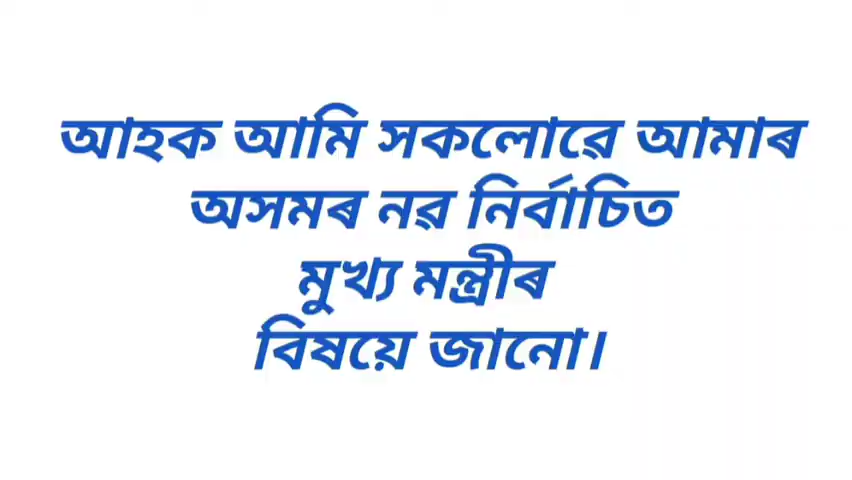 আহক আমি সকলোৱে আমাৰ
অসমৰ নৱ নিৰ্বাচিত
মুখ্য মন্ত্ৰীৰ
বিষয়ে জানো।